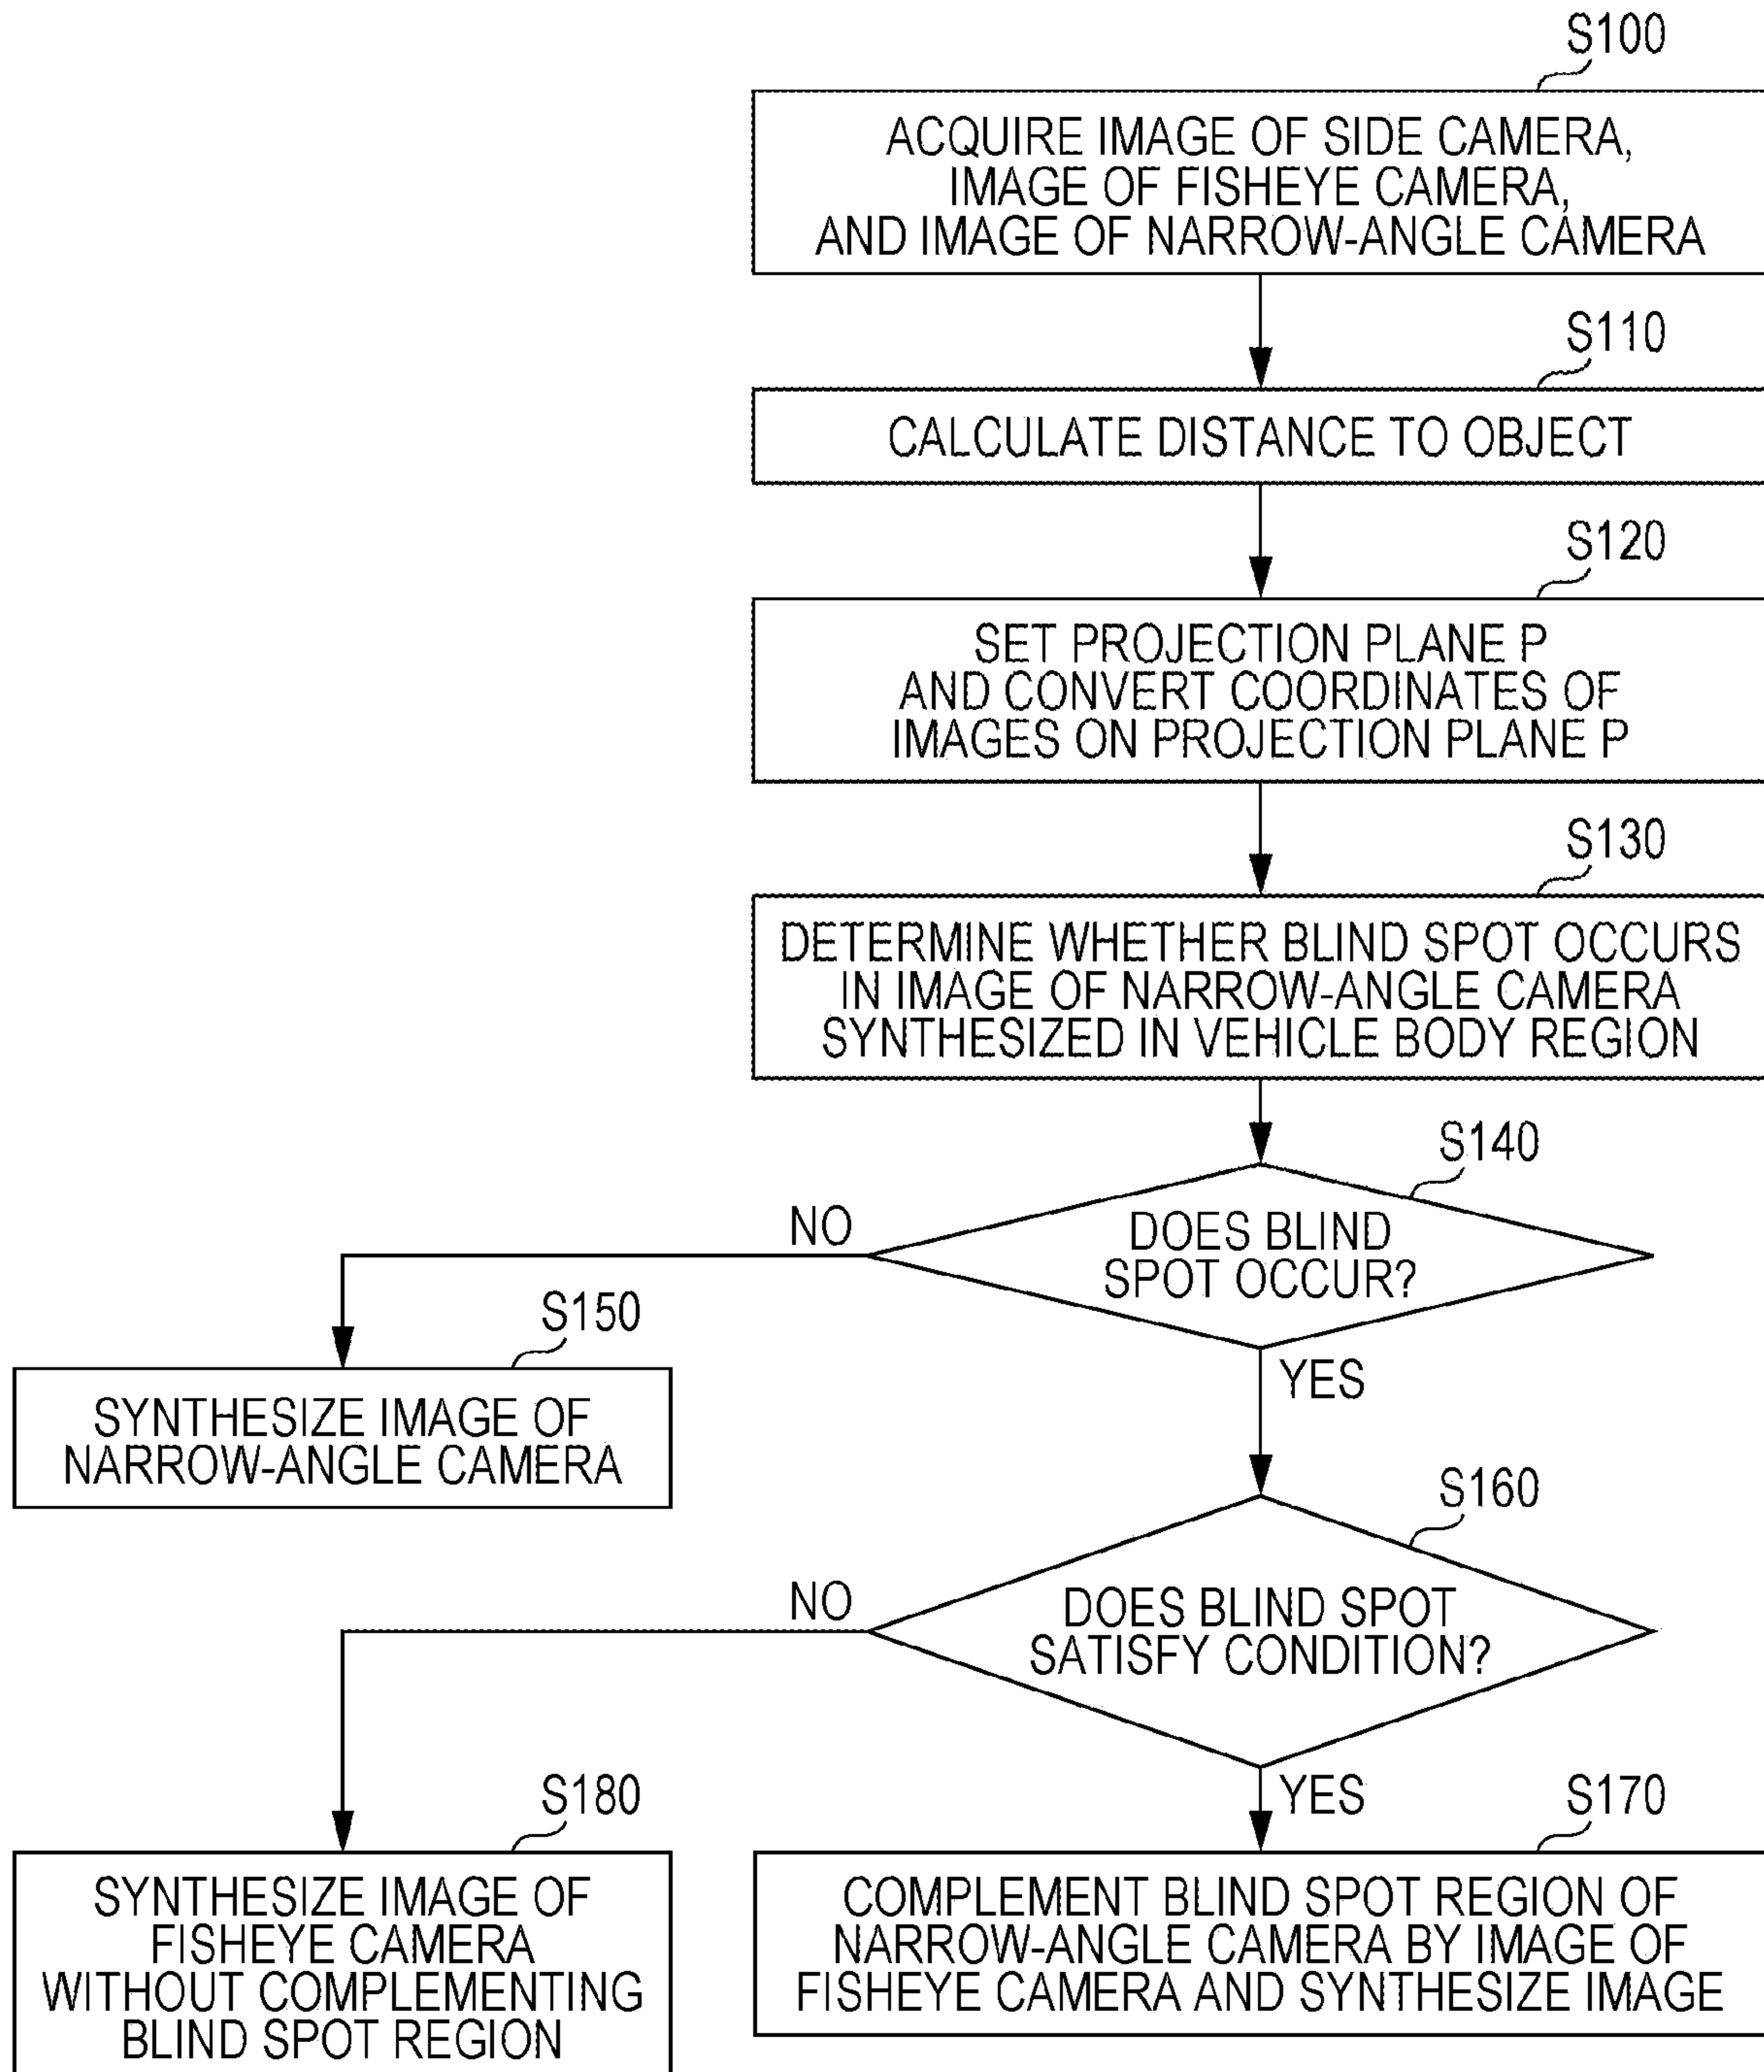 S100
ACQUIRE IMAGE OF SIDE CAMERA,
IMAGE OF FISHEYE CAMERA,
AND IMAGE OF NARROW-ANGLE CAMERA
S110
CALCULATE DISTANCE TO OBJECT
S120
SET PROJECTION PLANE P
AND CONVERT COORDINATES OF
IMAGES ON PROJECTION PLANE P
S130
DETERMINE WHETHER BLIND SPOT OCCURS
IN IMAGE OF NARROW-ANGLE CAMERA
SYNTHESIZED IN VEHICLE BODY REGION
S140
NO
DOES BLIND
SPOT OCCUR?
S150
YES
SYNTHESIZE IMAGE OF
NARROW-ANGLE CAMERA
S160
NO
DOES BLIND SPOT
SATISFY CONDITION?
S180
YES
S170
SYNTHESIZE IMAGE OF
FISHEYE CAMERA
WITHOUT COMPLEMENTING
BLIND SPOT REGION
COMPLEMENT BLIND SPOT REGION OF
NARROW-ANGLE CAMERA BY IMAGE OF
FISHEYE CAMERA AND SYNTHESIZE IMAGE